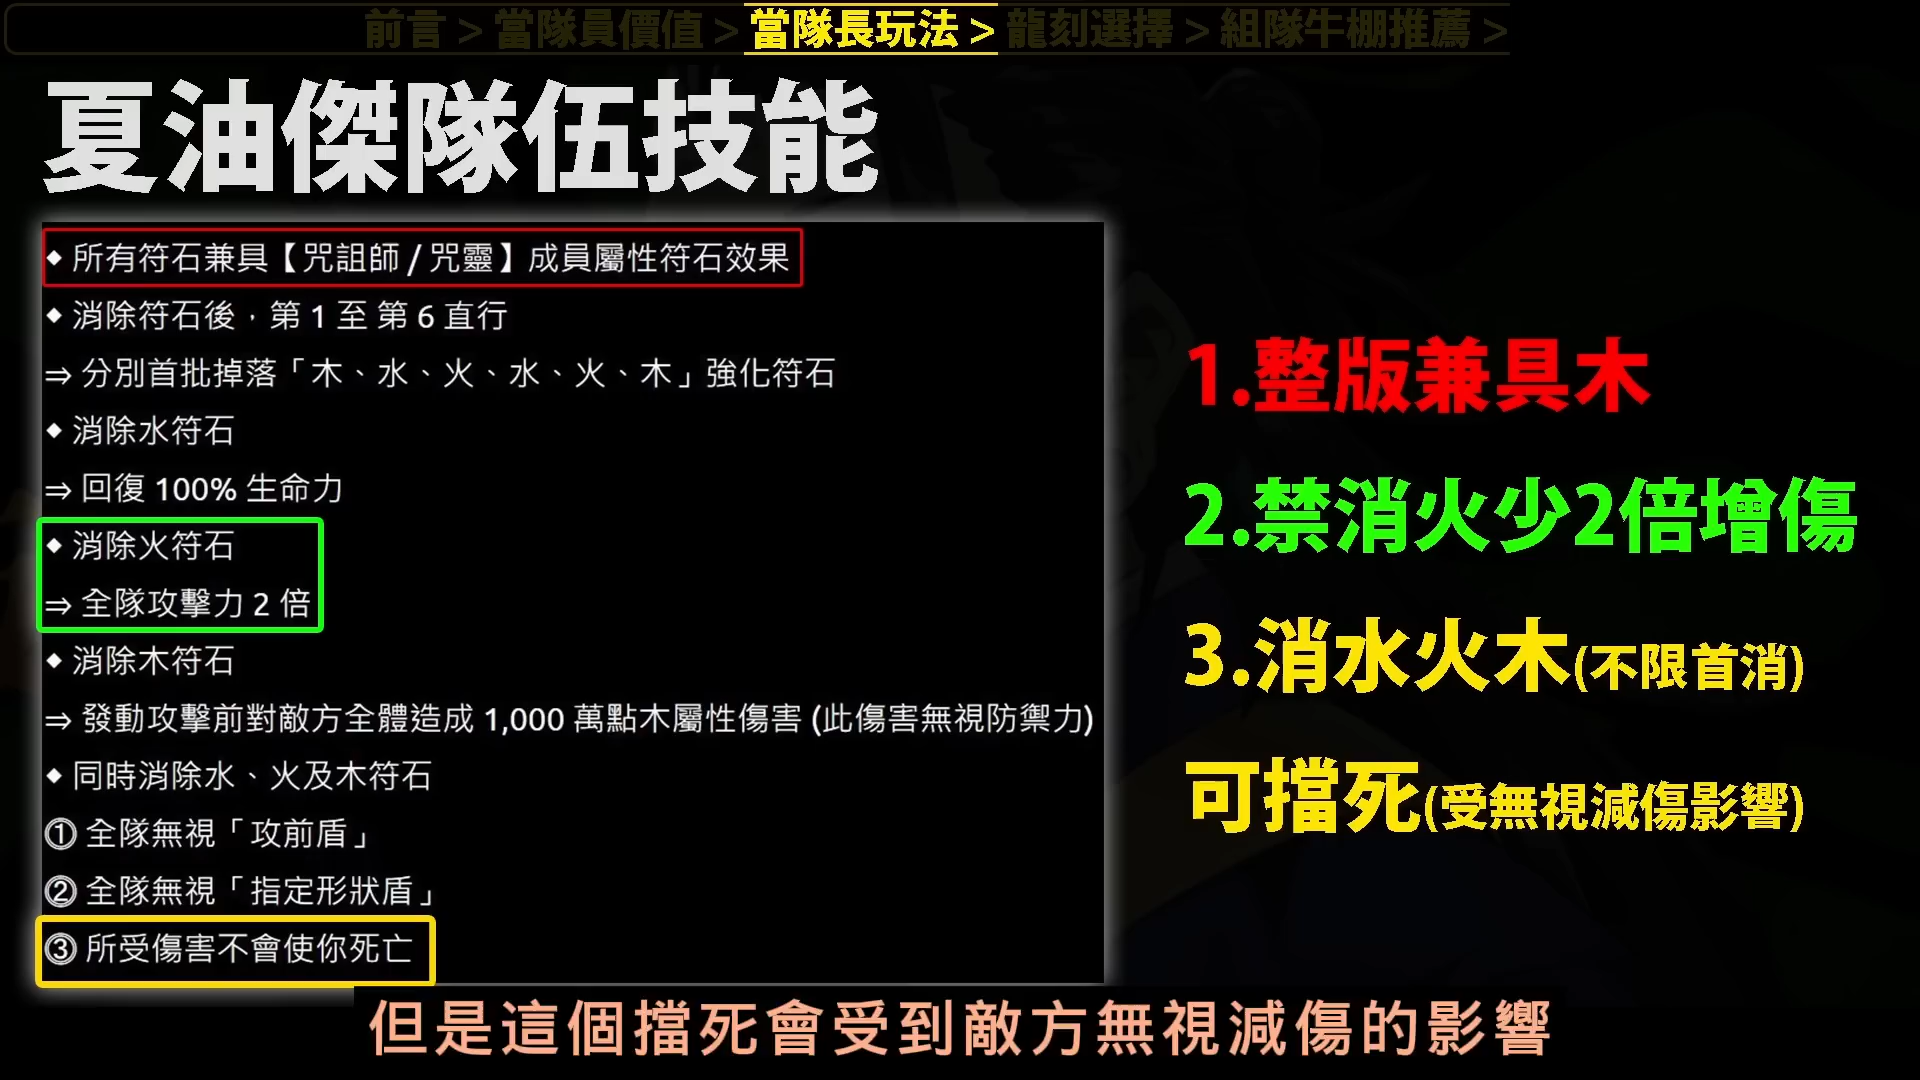 前言 > 當隊員價值 > 當隊長玩法 > 龍刻選擇 > 組隊牛棚推薦 >
夏油傑隊伍技能
◆ 所有符石兼具【咒詛師 / 咒靈】成員屬性符石效果
◆ 消除符石後，第 1 至 第 6 直行
⇒ 分別首批掉落「木、水、火、水、火、木」強化符石
◆ 消除水符石
⇒ 回復 100% 生命力
◆ 消除火符石
⇒ 全隊攻擊力 2 倍
◆ 消除木符石
⇒ 發動攻擊前對敵方全體造成 1,000 萬點木屬性傷害 (此傷害無視防禦力)
◆ 同時消除水、火及木符石
① 全隊無視「攻前盾」
② 全隊無視「指定形狀盾」
③ 所受傷害不會使你死亡
1.整版兼具木
2.禁消火少2倍增傷
3.消水火木(不限首消)
可擋死(受無視減傷影響)
但是這個擋死會受到敵方無視減傷的影響